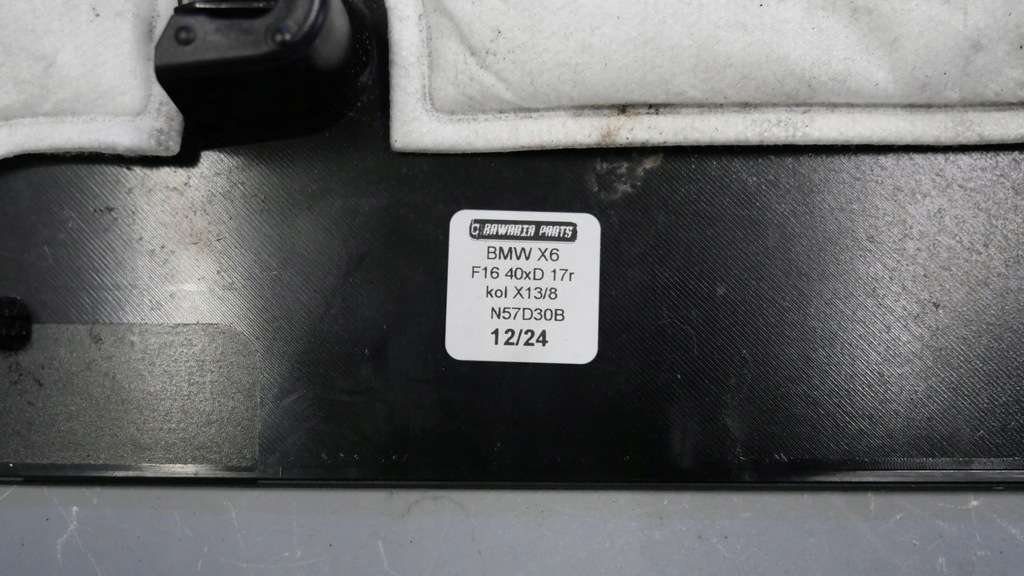 BAWARIA PARTS
BMW X6
F16 40xD 17r
kol X13/8
N57D30B
12/24